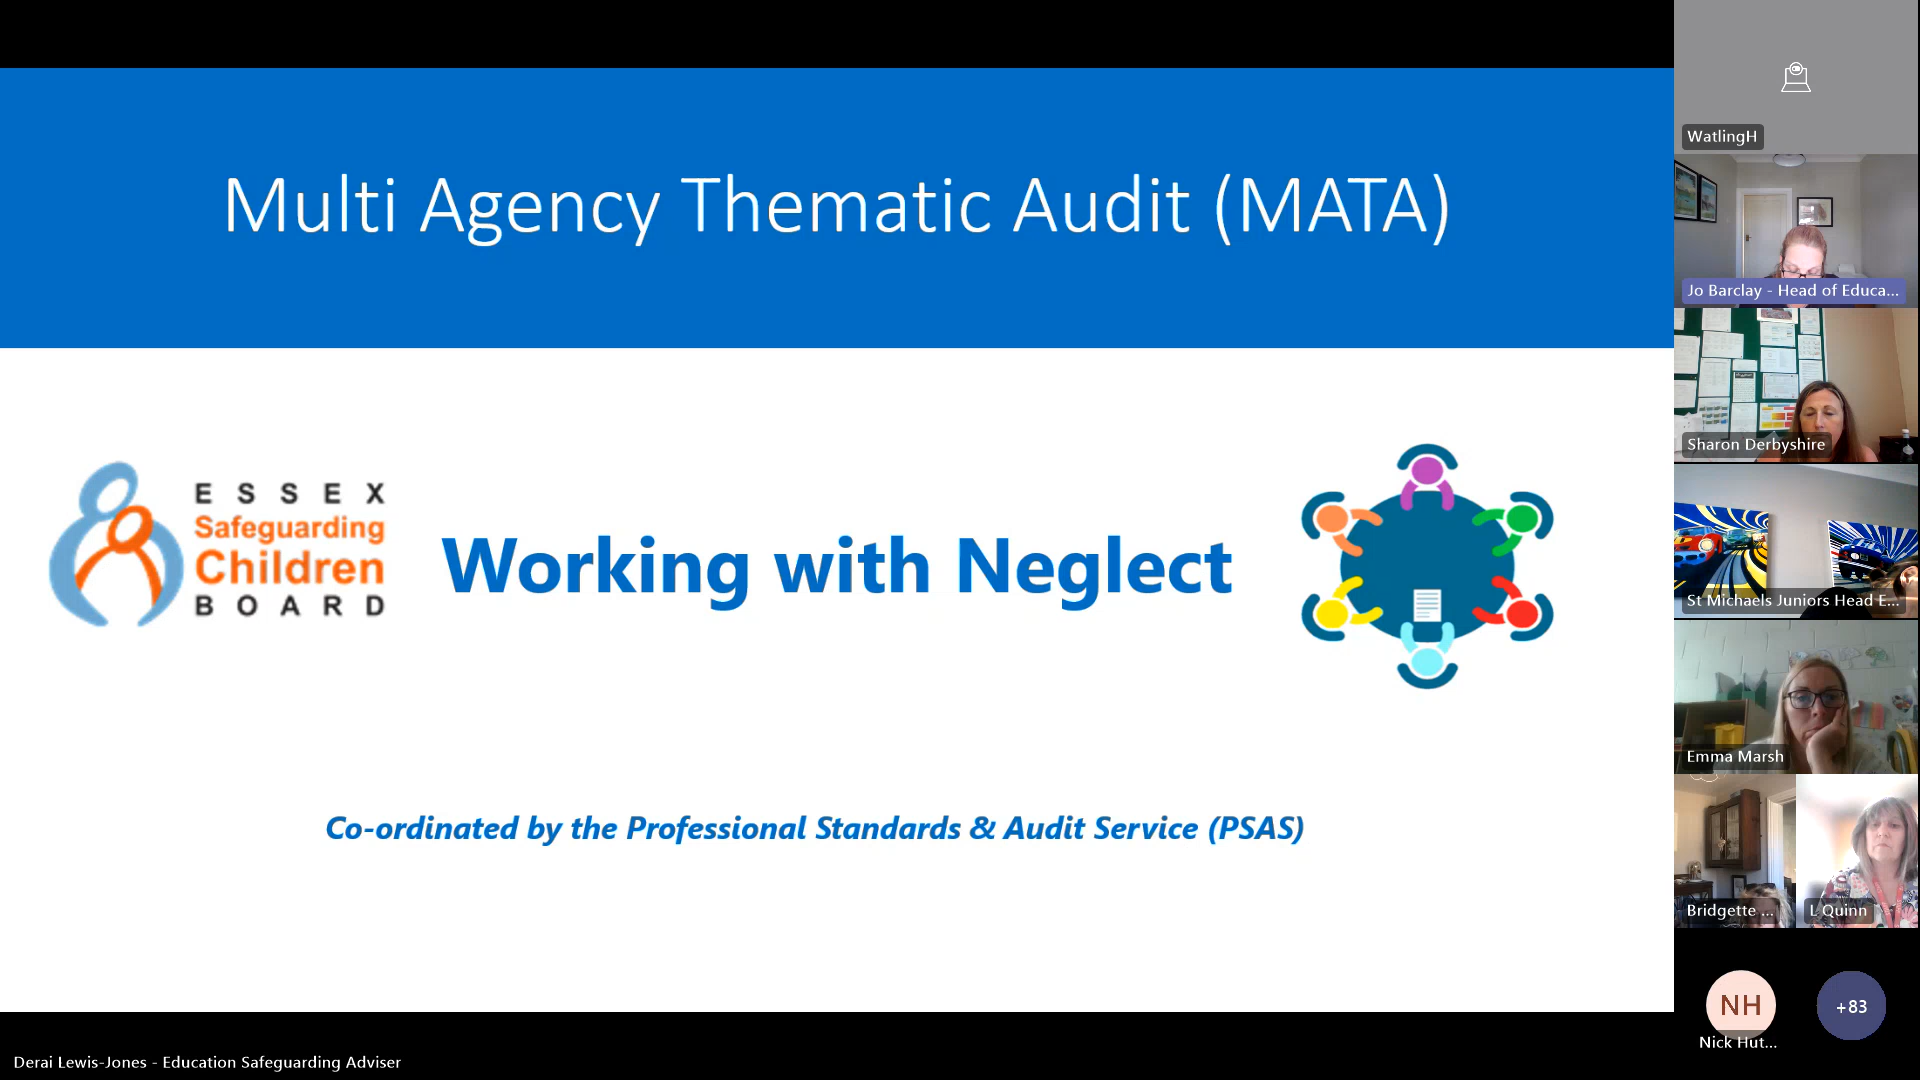 Multi Agency Thematic Audit (MATA)
ESSEX
Safeguarding
Children
BOARD
Working with Neglect
Co-ordinated by the Professional Standards & Audit Service (PSAS)
Derai Lewis-Jones - Education Safeguarding Adviser
WatlingH
Jo Barclay - Head of Educa...
Sharon Derbyshire
St Michaels Juniors Head E...
Emma Marsh
Bridgette ...
L Quinn
NH
Nick Hut...
+83